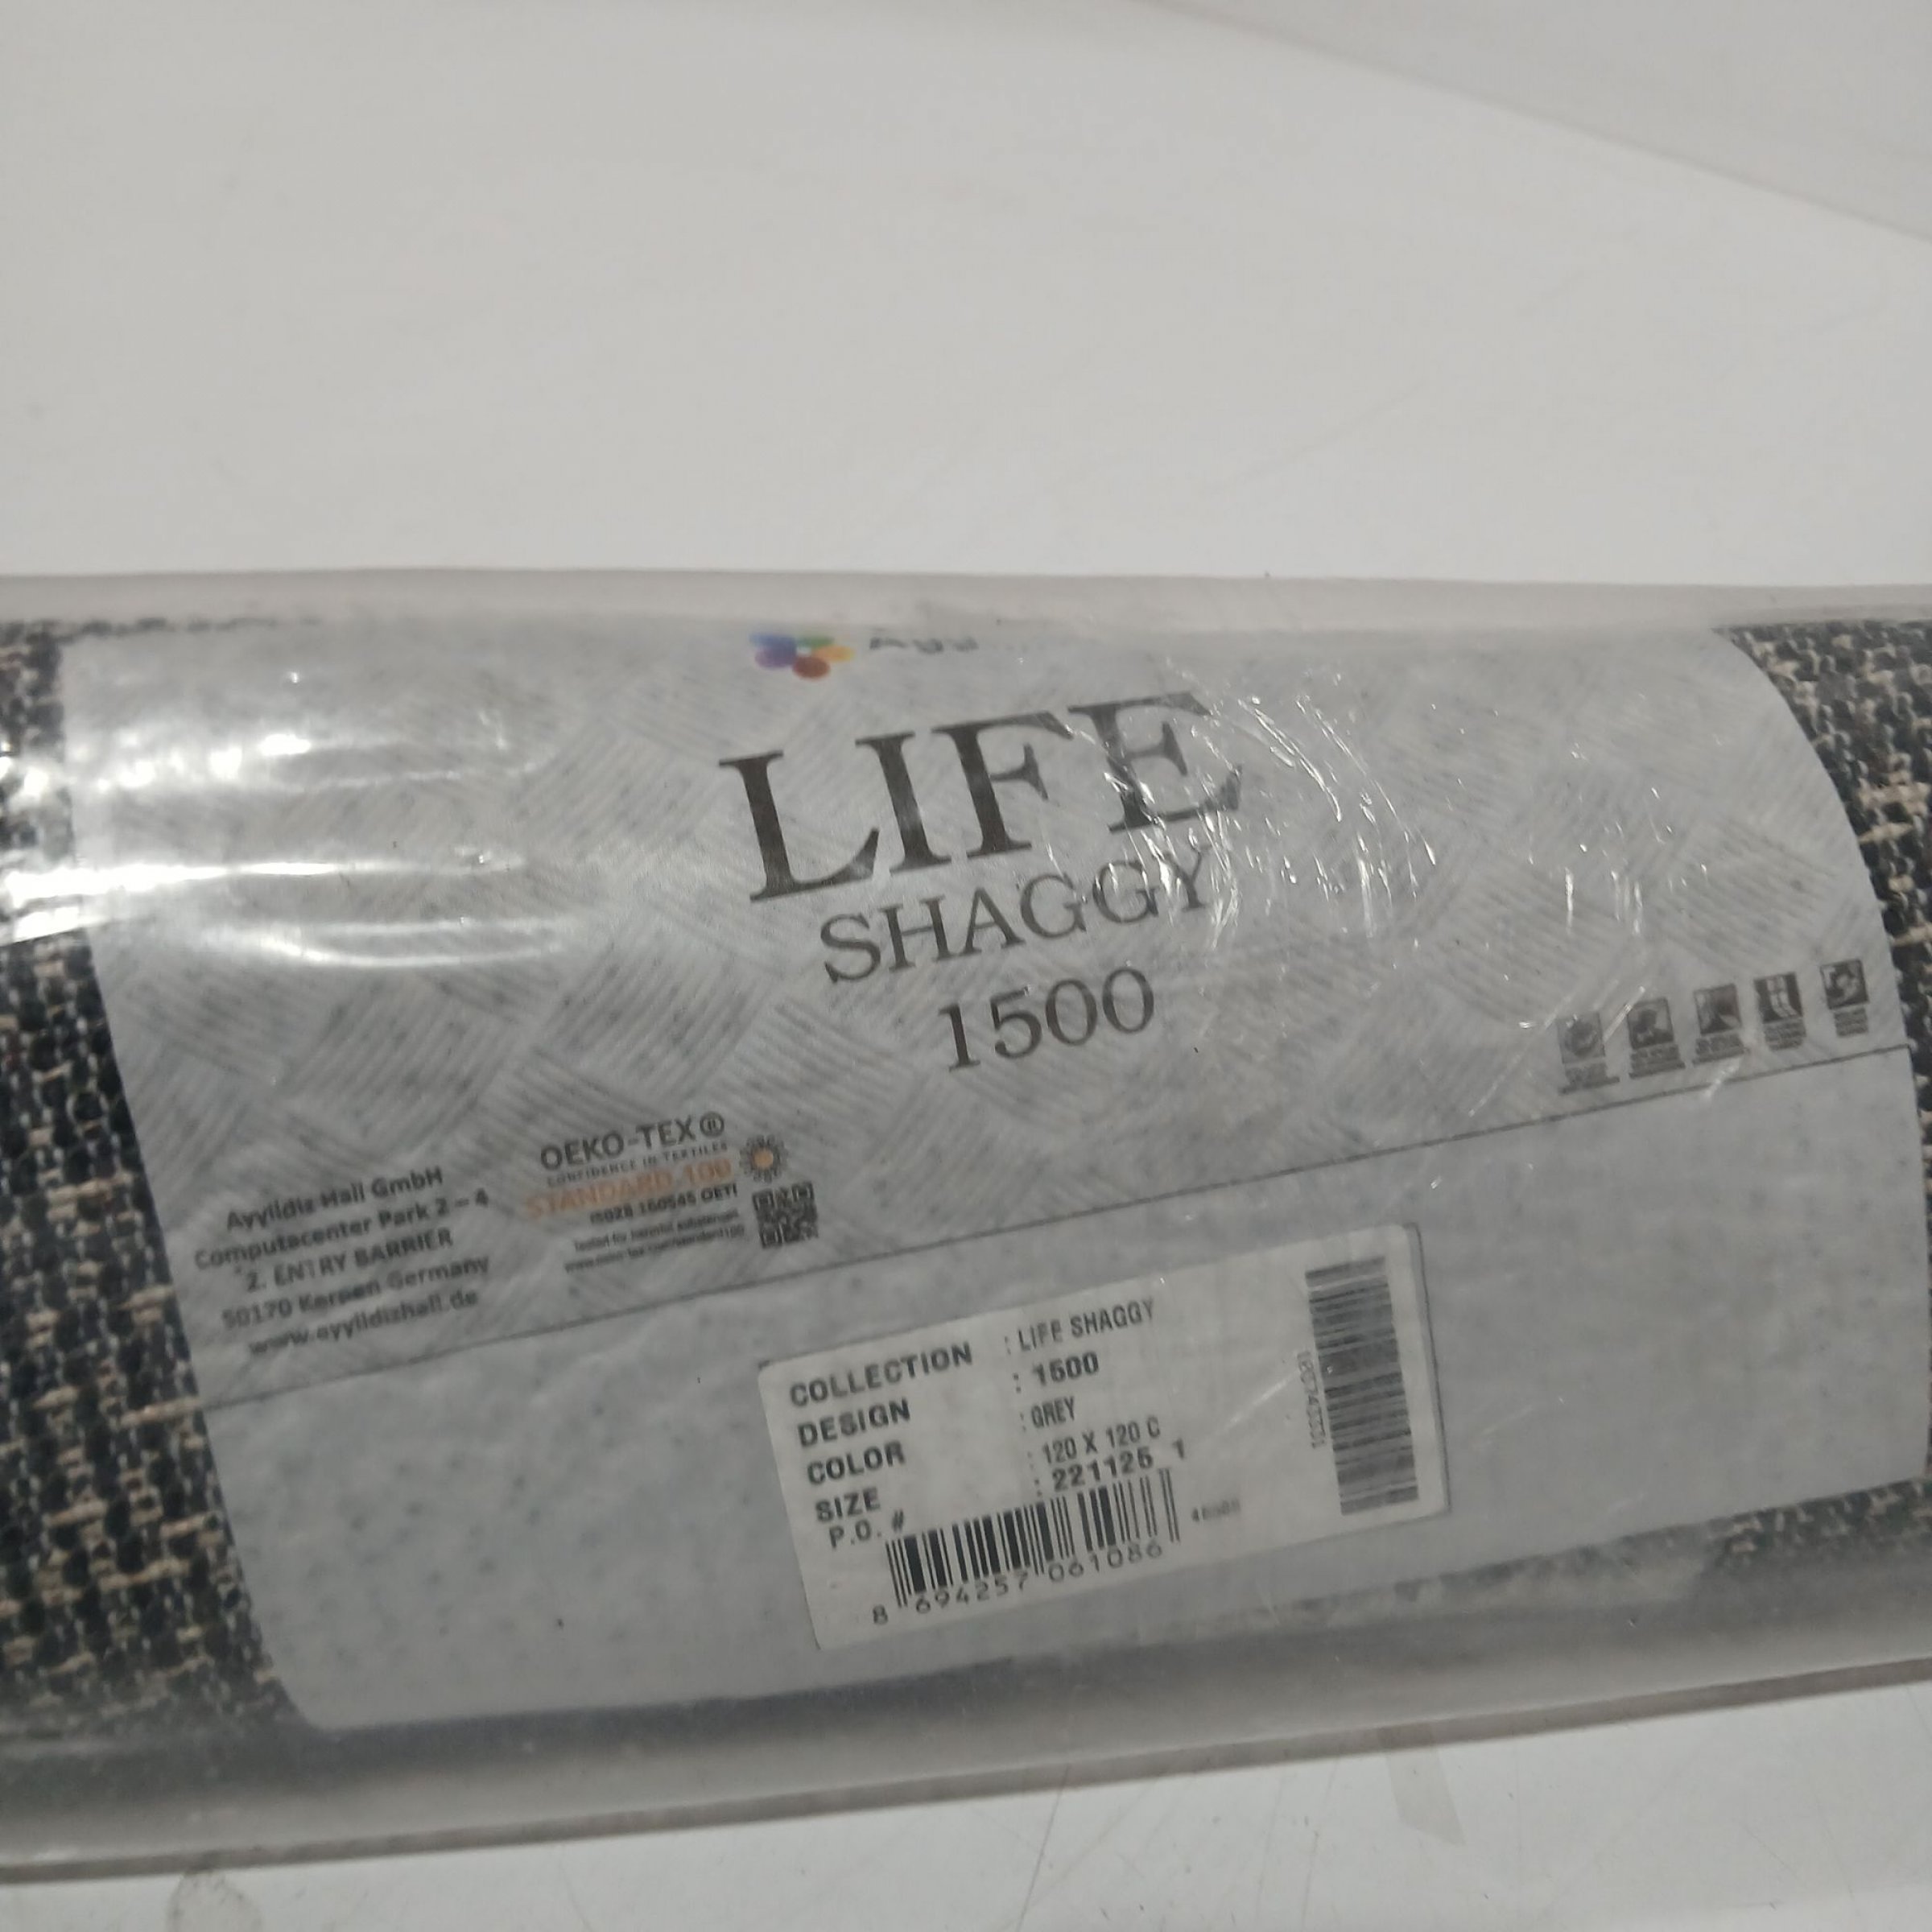 Ayy
LIFE
SHAGGY
1500
OEKO-TEX®
CONFIDENCE IN TEXTILES
STANDARD 100
Ayyildiz Hali GmbH
Computacenter Park 2 - 4
2. ENTRY BARRIER
50170 Kerpen Germany
www.ayyildizhali.de
COLLECTION : LIFE SHAGGY
DESIGN : 1500
COLOR : GREY
SIZE : 120 X 120 C
P.O. # : 221125 1
8 694257 061086